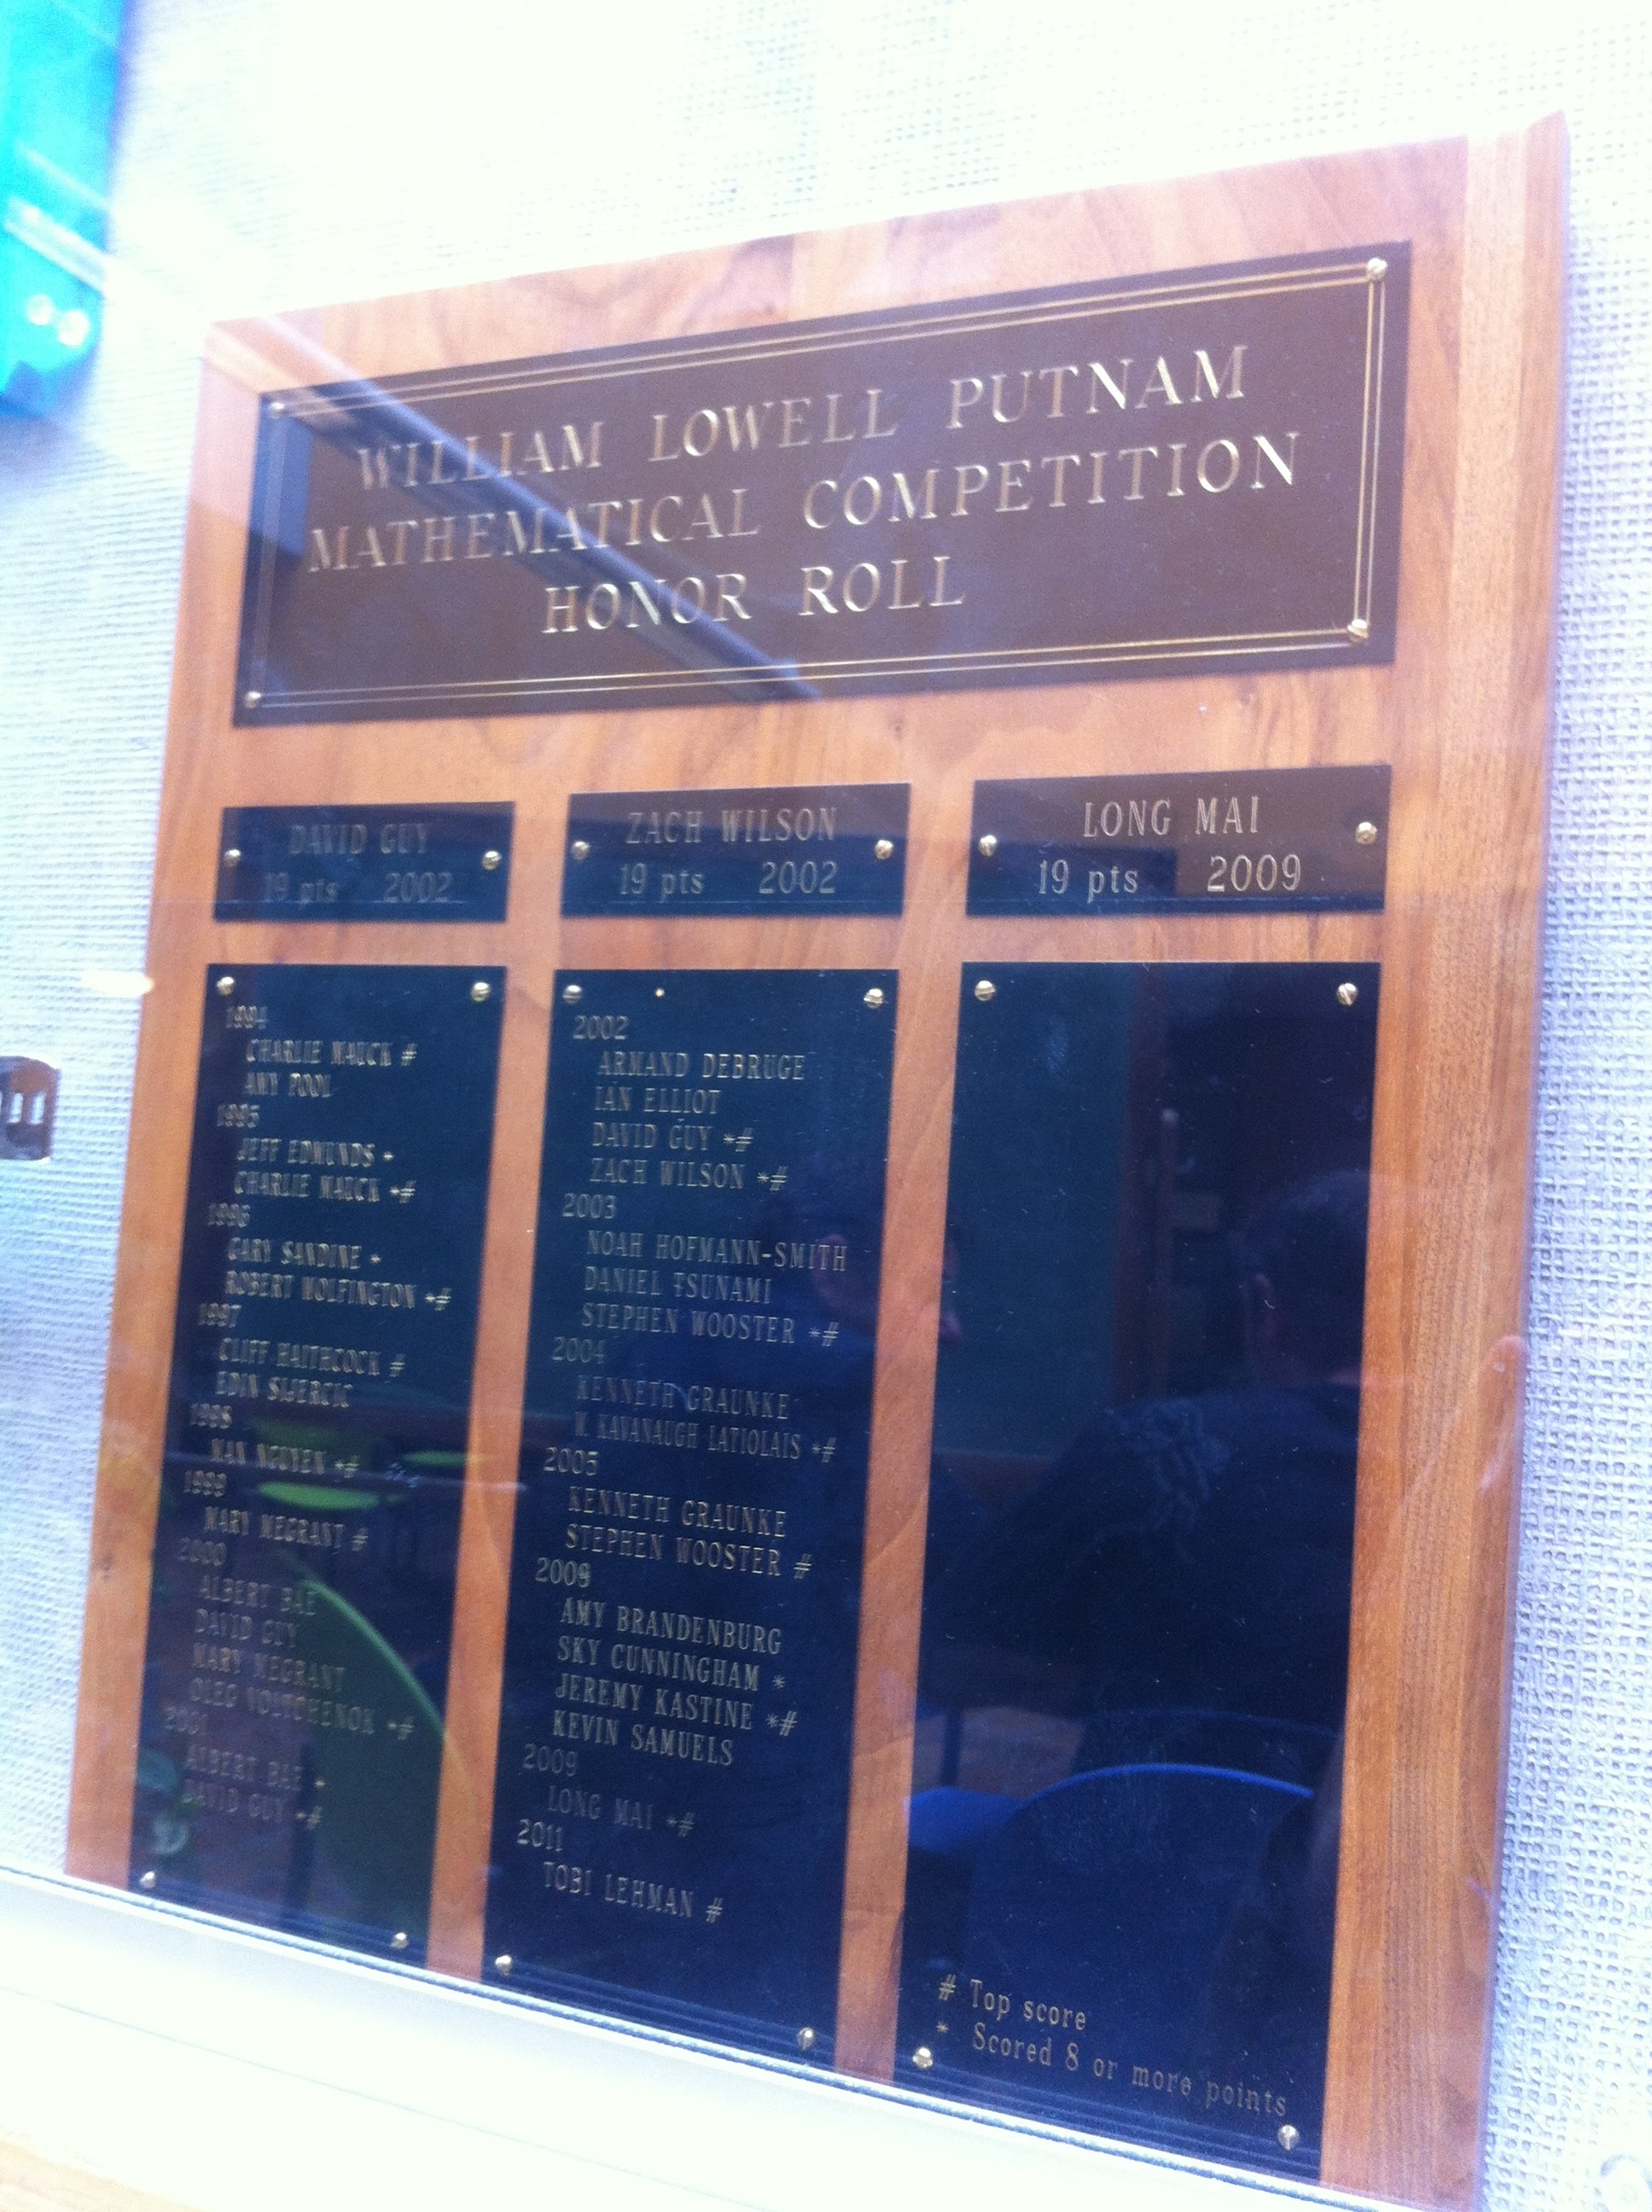 WILLIAM LOWELL PUTNAM
MATHEMATICAL COMPETITION
HONOR ROLL
DAVID GUY
19 pts 2002
ZACH WILSON
19 pts 2002
LONG MAI
19 pts 2009
1994
CHARLIE MAUCK #
AMY POOL
1995
JEFF EDMUNDS *
CHARLIE MAUCK *#
1996
GARY SANDINE *
ROBERT WOLFINGTON *#
1997
CLIFF HAITHCOCK #
EDIN SIJERCIC
1998
MAN NGUYEN *#
1999
MARY MEGRANT #
2000
ALBERT BAE
DAVID GUY
MARY MEGRANT
OLEG VOITCHENOK *#
2001
ALBERT BAE *
DAVID GUY *#
2002
ARMAND DEBRUGE
IAN ELLIOT
DAVID GUY *#
ZACH WILSON *#
2003
NOAH HOFMANN-SMITH
DANIEL TSUNAMI
STEPHEN WOOSTER *#
2004
KENNETH GRAUNKE
W. KAVANAUGH LATIOLAIS *#
2005
KENNETH GRAUNKE
STEPHEN WOOSTER #
AMY BRANDENBURG
SKY CUNNINGHAM *
JEREMY KASTINE *#
KEVIN SAMUELS
2009
LONG MAI *#
2011
TOBI LEHMAN #
# Top score
* Scored 8 or more points